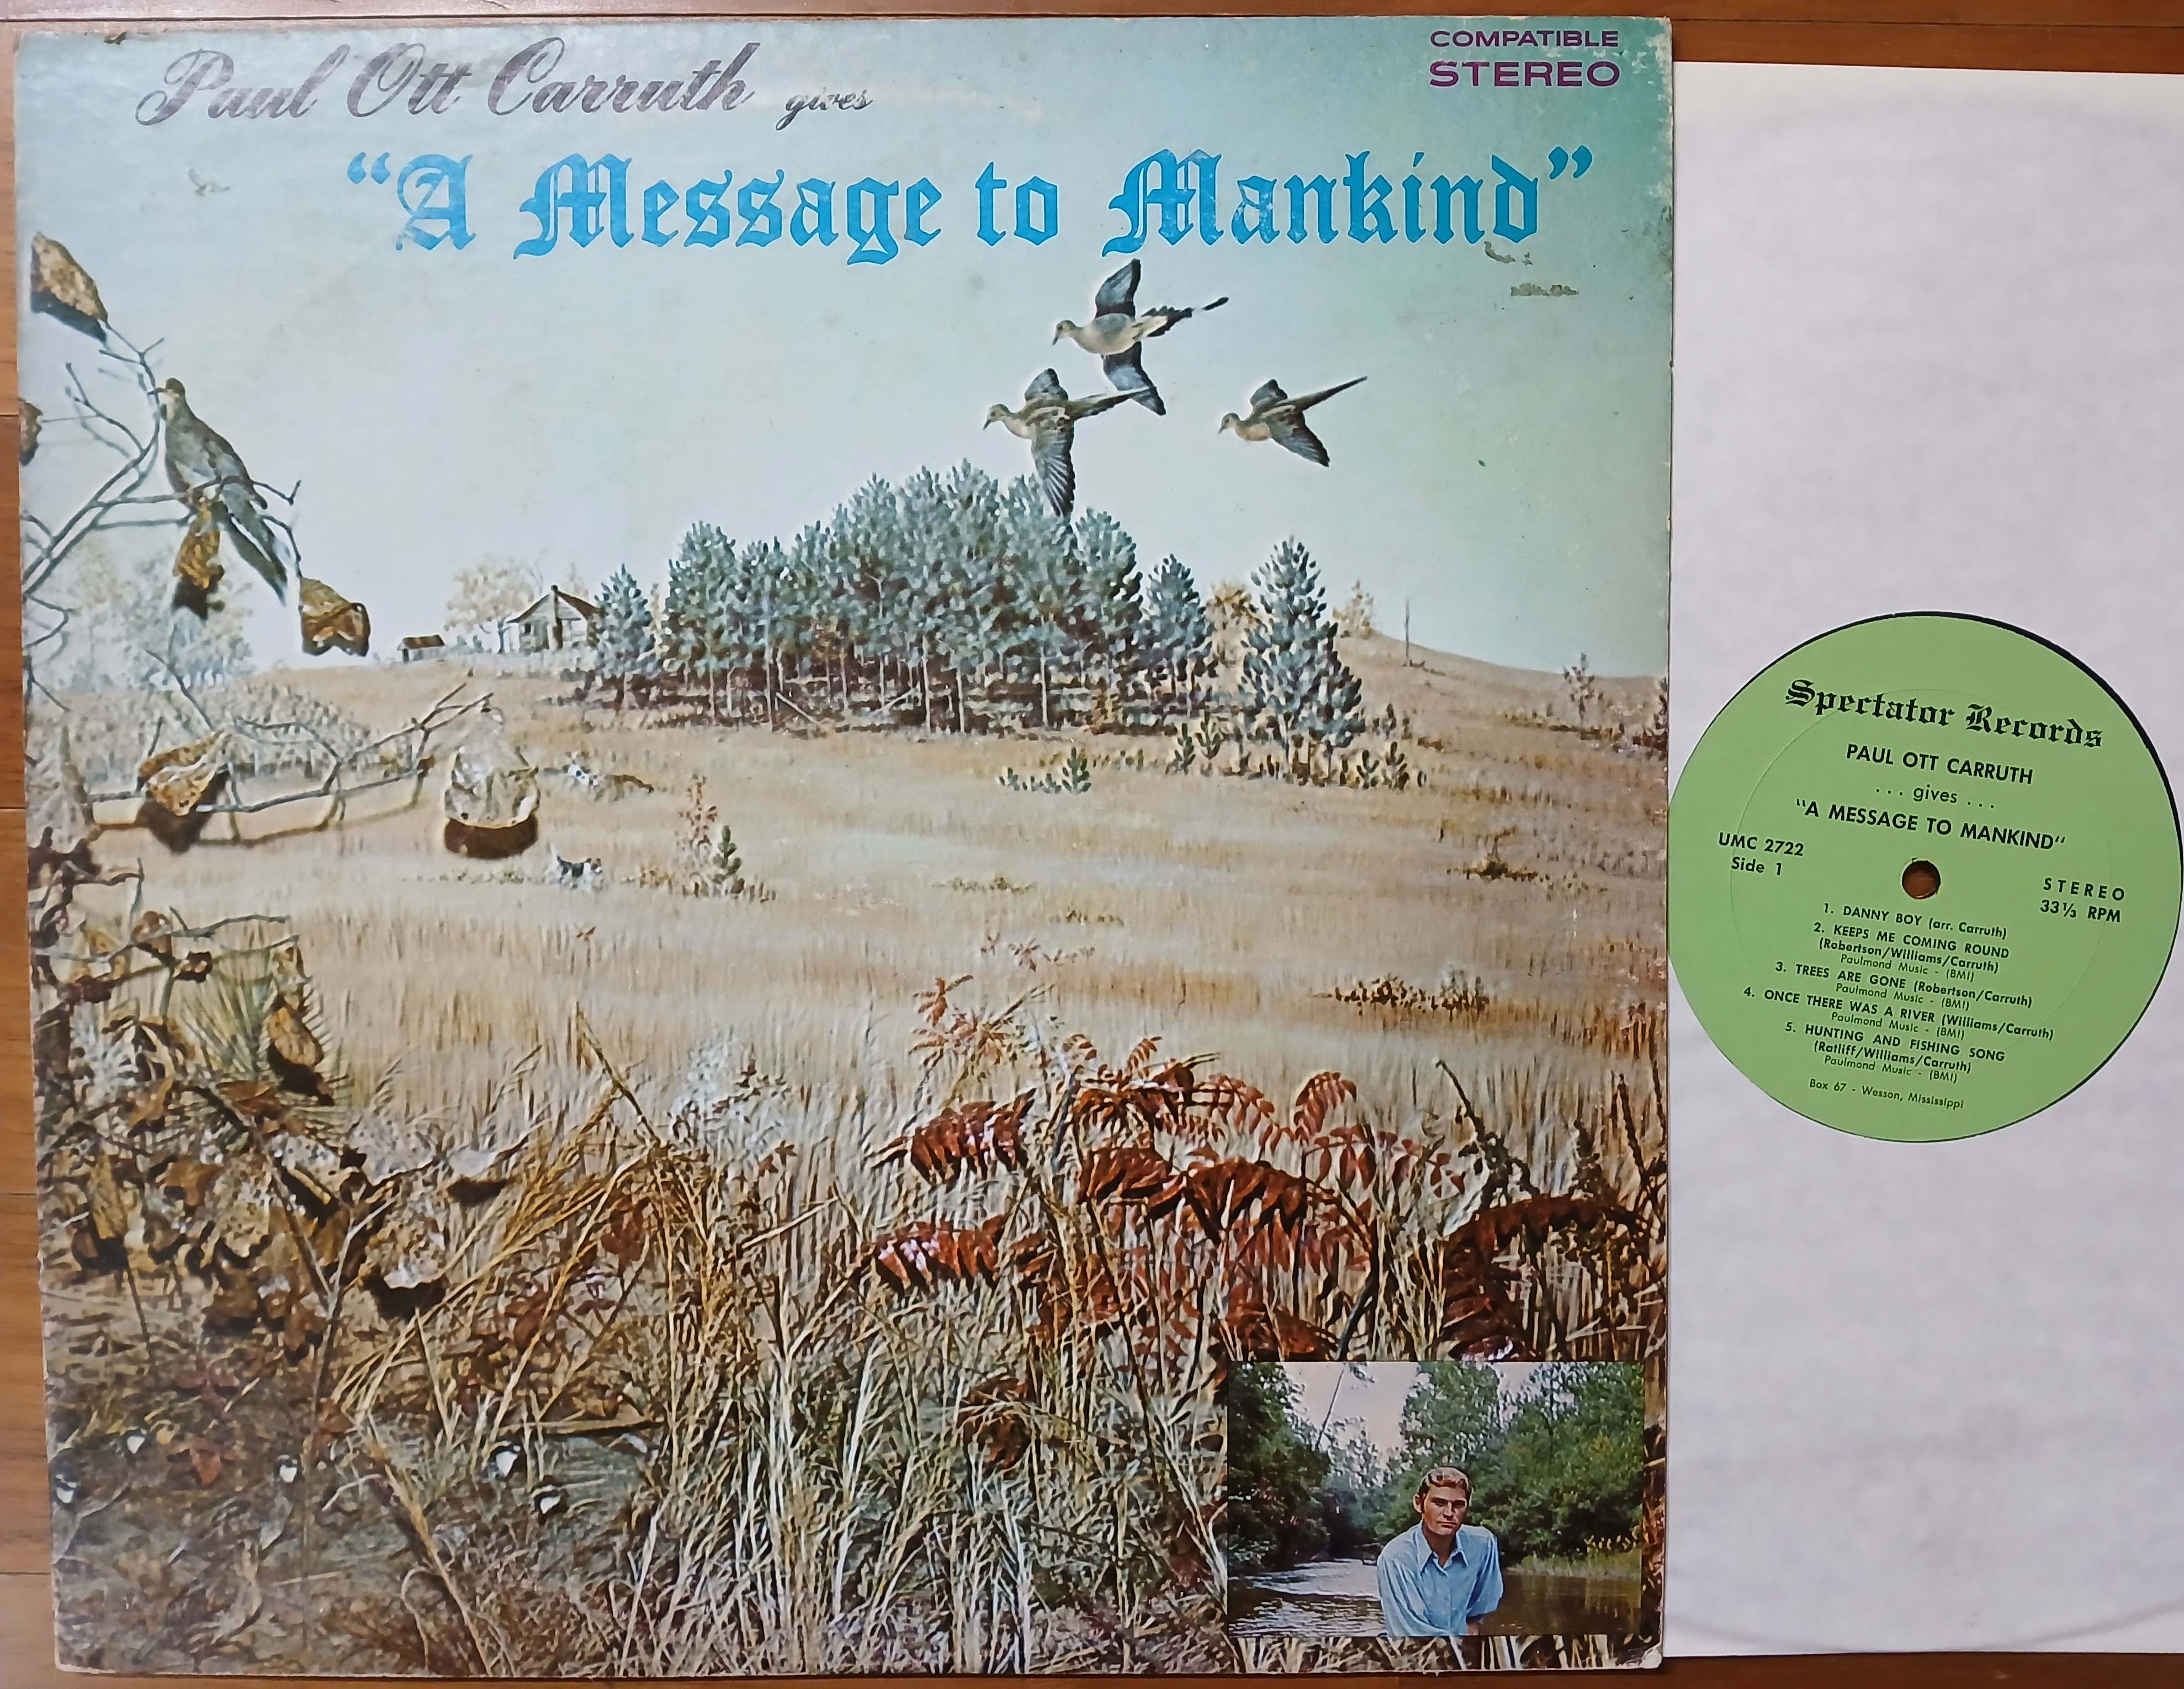 Paul Ott Carruth gives
COMPATIBLE
STEREO
“A Message to Mankind”
Spectator Records
PAUL OTT CARRUTH
... gives ...
"A MESSAGE TO MANKIND"
UMC 2722
Side 1
STEREO
33⅓ RPM
1. DANNY BOY (arr. Carruth)
2. KEEPS ME COMING ROUND
(Robertson/Williams/Carruth)
Paulmond Music - (BMI)
3. TREES ARE GONE (Robertson/Carruth)
Paulmond Music - (BMI)
4. ONCE THERE WAS A RIVER (Williams/Carruth)
Paulmond Music - (BMI)
5. HUNTING AND FISHING SONG
(Ratliff/Williams/Carruth)
Paulmond Music - (BMI)
Box 67 - Wesson, Mississippi